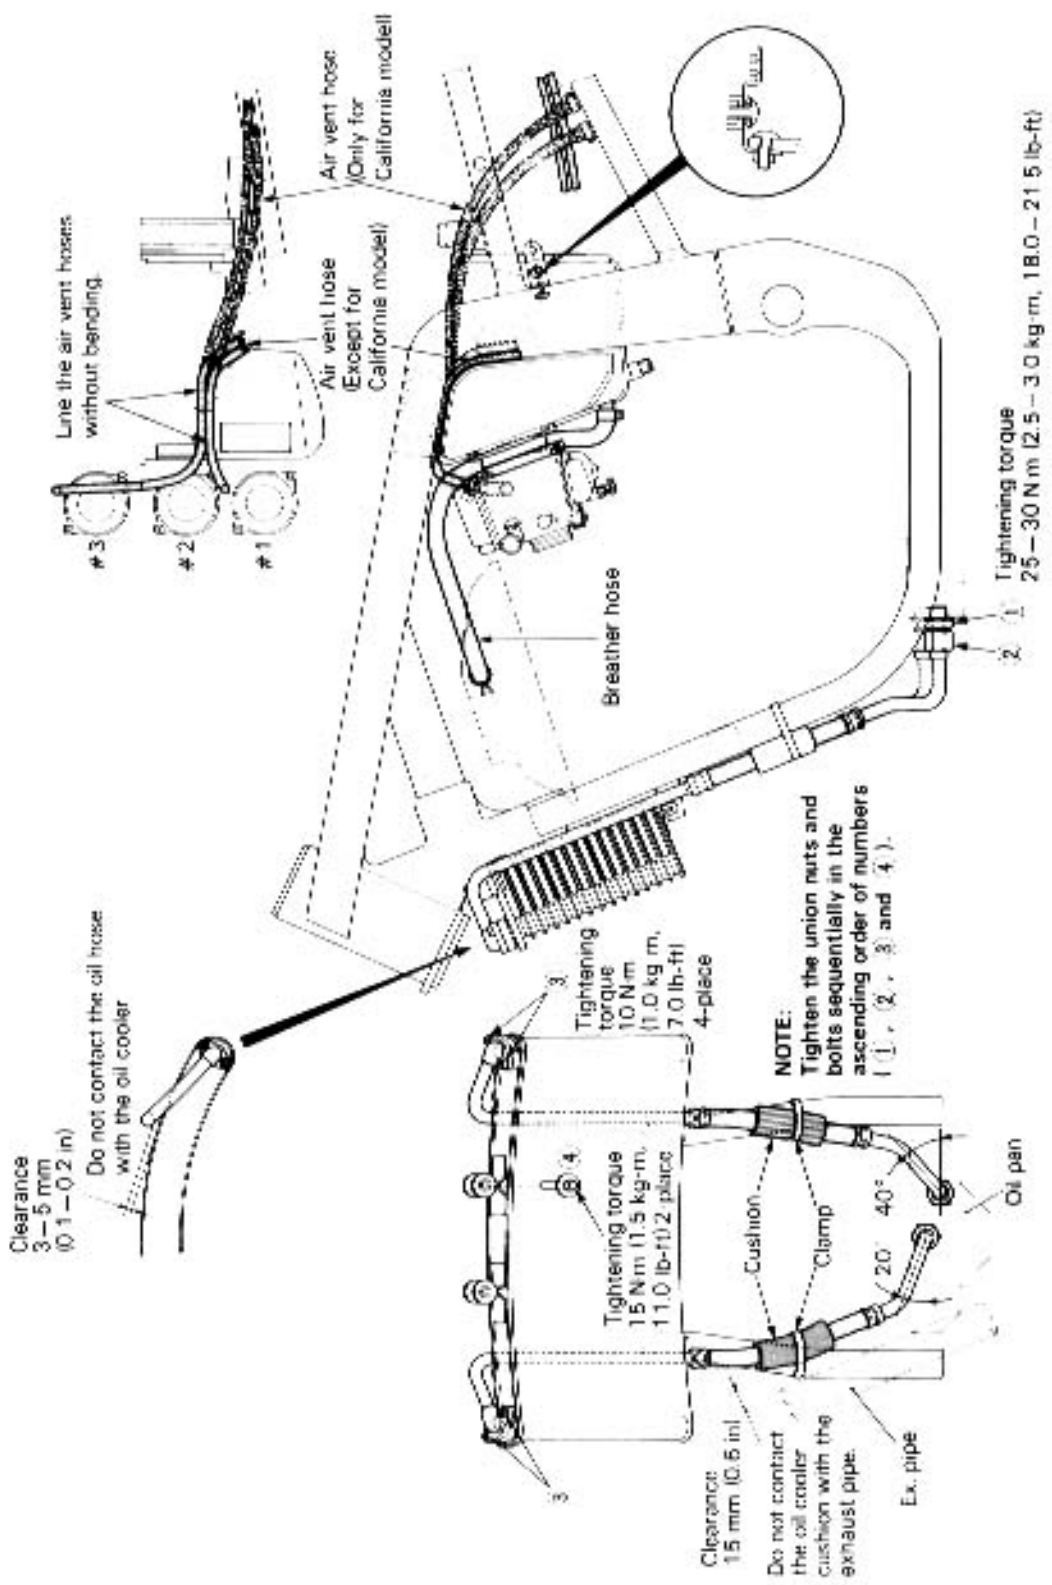 Clearance
3–5 mm
(0.1–0.2 in)
Do not contact the oil hose
with the oil cooler
Line the air vent hoses
without bending.
#3
#2
#1
Air vent hose
(Only for
California model)
Air vent hose
(Except for
California model)
Breather hose
3
Tightening
torque
10 N·m
(1.0 kg-m,
7.0 lb-ft)
4-place
3
4
Tightening torque
15 N·m (1.5 kg-m,
11.0 lb-ft) 2-place
NOTE:
Tighten the union nuts and
bolts sequentially in the
ascending order of numbers
(1, 2, 3 and 4).
2
1
Tightening torque
25–30 N·m (2.5–3.0 kg-m, 18.0–21.5 lb-ft)
Clearance
15 mm (0.6 in)
Do not contact
the oil cooler
cushion with the
exhaust pipe.
Ex. pipe
Cushion
Clamp
20°
40°
Oil pan